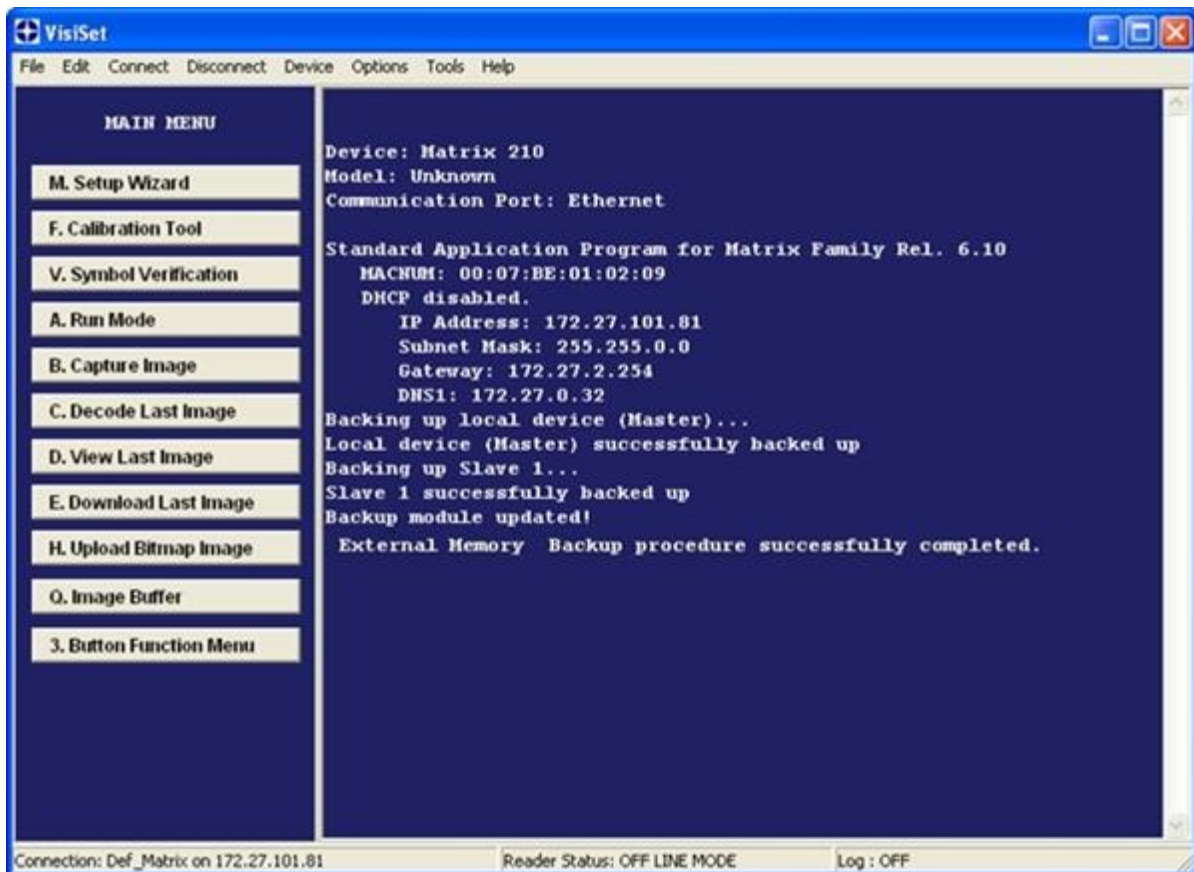 VisiSet
File Edit Connect Disconnect Device Options Tools Help
MAIN MENU
M. Setup Wizard
F. Calibration Tool
V. Symbol Verification
A. Run Mode
B. Capture Image
C. Decode Last Image
D. View Last Image
E. Download Last Image
H. Upload Bitmap Image
Q. Image Buffer
3. Button Function Menu
Device: Matrix 210
Model: Unknown
Communication Port: Ethernet
Standard Application Program for Matrix Family Rel. 6.10
MACNUM: 00:07:BE:01:02:09
DHCP disabled.
IP Address: 172.27.101.81
Subnet Mask: 255.255.0.0
Gateway: 172.27.2.254
DNS1: 172.27.0.32
Backing up local device (Master)...
Local device (Master) successfully backed up
Backing up Slave 1...
Slave 1 successfully backed up
Backup module updated!
External Memory Backup procedure successfully completed.
Connection: Def_Matrix on 172.27.101.81
Reader Status: OFF LINE MODE
Log : OFF